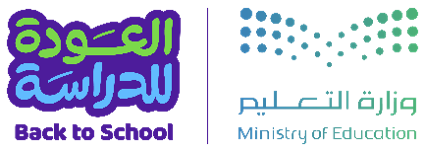 العودة
للدراسة
Back to School
وزارة التعليم
Ministry of Education